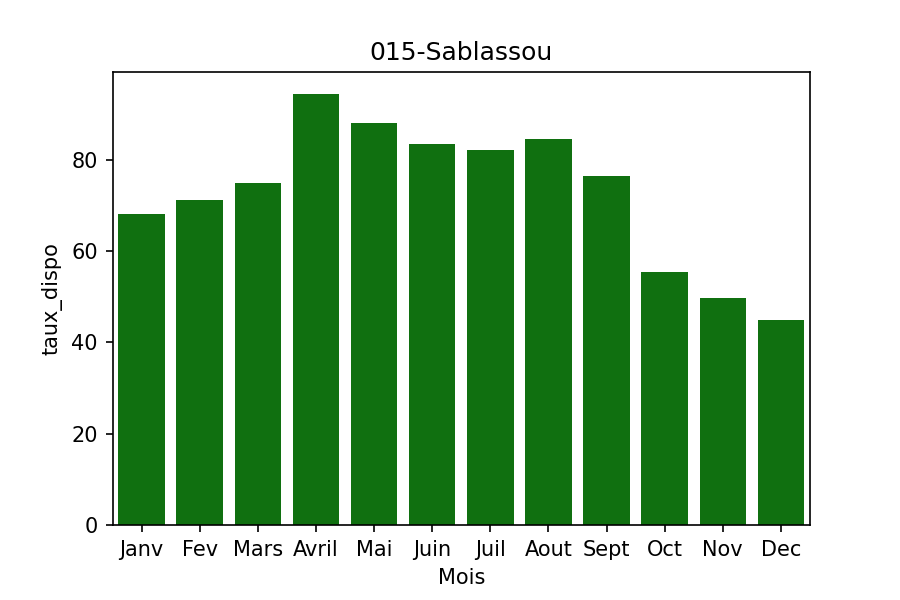 015-Sablassou
taux_dispo
80
60
40
20
0
Janv Fev Mars Avril Mai Juin Juil Aout Sept Oct Nov Dec
Mois